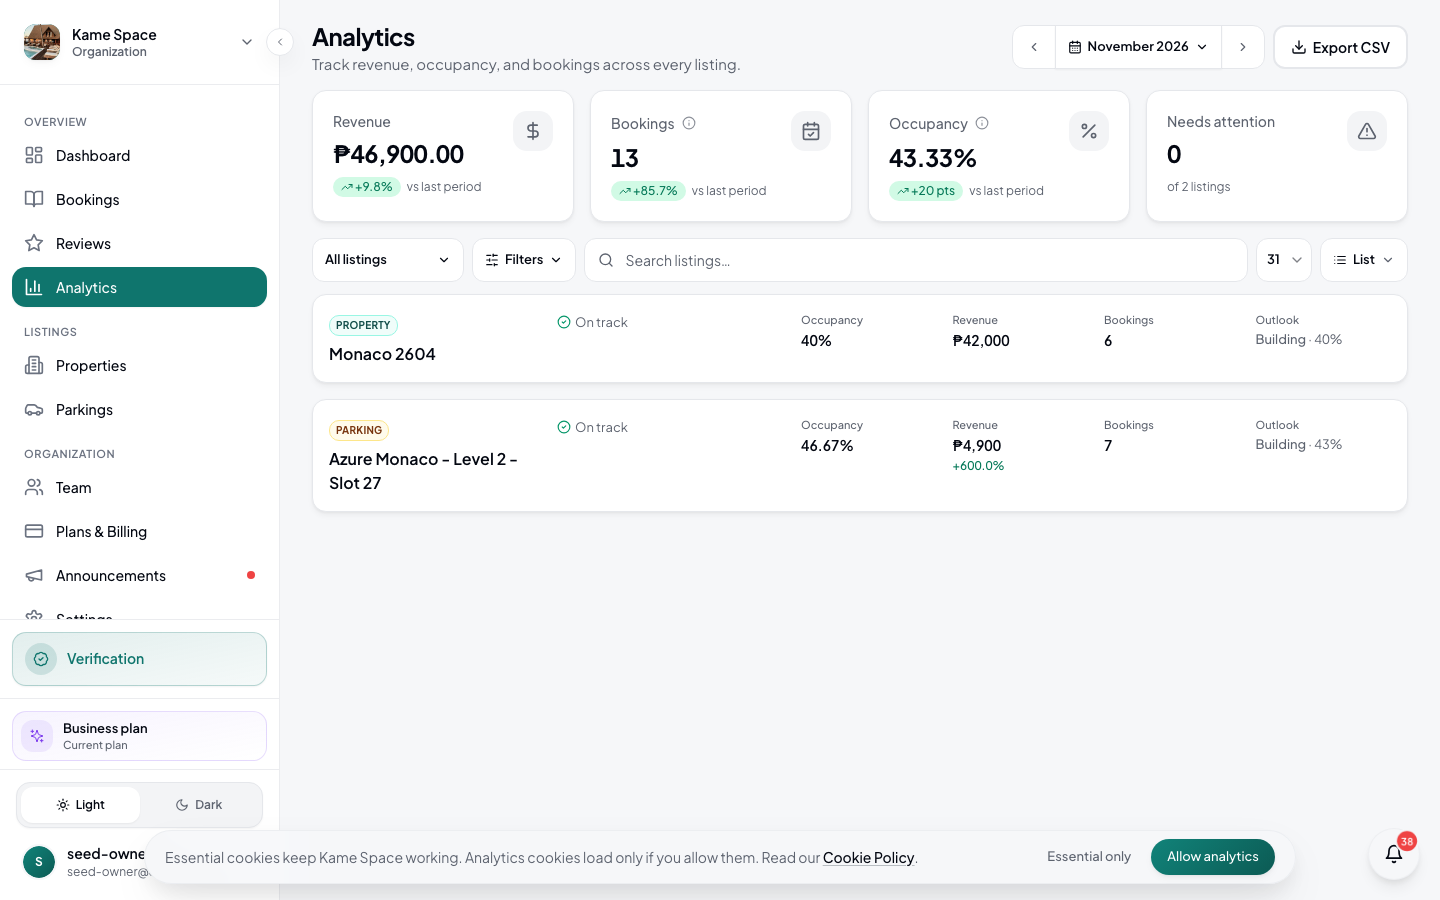 Kame Space
Organization
OVERVIEW
Dashboard
Bookings
Reviews
Analytics
LISTINGS
Properties
Parkings
ORGANIZATION
Team
Plans & Billing
Announcements
Settings
Verification
Business plan
Current plan
Light
Dark
S
seed-owne
seed-owner@
Analytics
Track revenue, occupancy, and bookings across every listing.
November 2026
Export CSV
Revenue
₱46,900.00
+9.8% vs last period
Bookings
13
+85.7% vs last period
Occupancy
43.33%
+20 pts vs last period
Needs attention
0
of 2 listings
All listings
Filters
Search listings...
31
List
PROPERTY
Monaco 2604
On track
Occupancy
40%
Revenue
₱42,000
Bookings
6
Outlook
Building · 40%
PARKING
Azure Monaco - Level 2 -
Slot 27
On track
Occupancy
46.67%
Revenue
₱4,900
+600.0%
Bookings
7
Outlook
Building · 43%
Essential cookies keep Kame Space working. Analytics cookies load only if you allow them. Read our Cookie Policy.
Essential only
Allow analytics
38